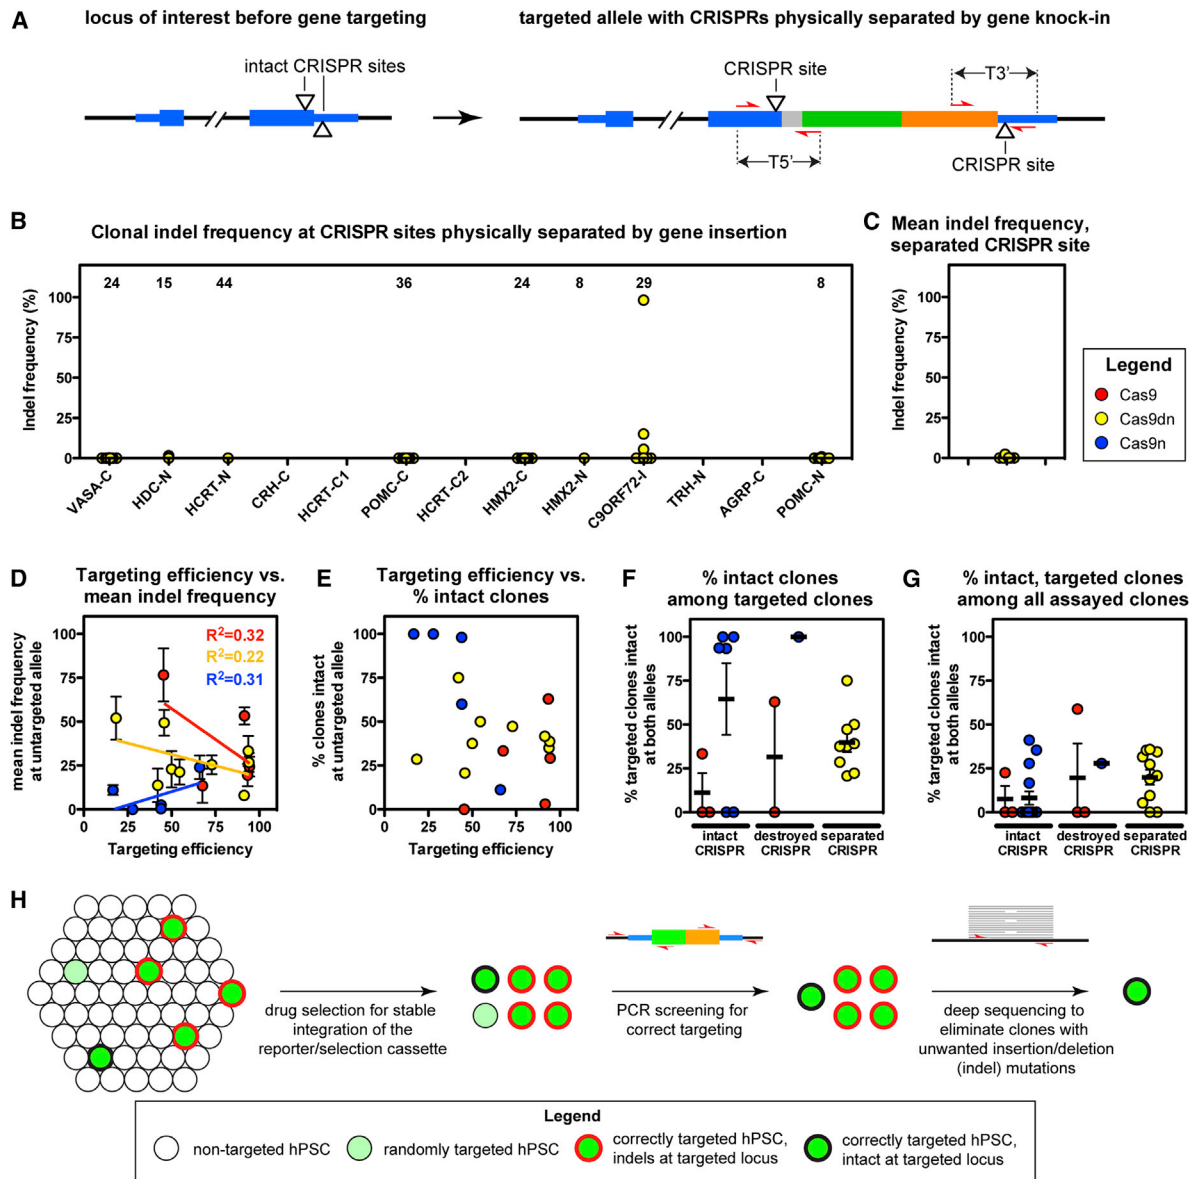 A
locus of interest before gene targeting
targeted allele with CRISPRs physically separated by gene knock-in
intact CRISPR sites
CRISPR site
T3'
T5'
CRISPR site
B
Clonal indel frequency at CRISPR sites physically separated by gene insertion
Indel frequency (%)
100
75
50
25
0
24 15 44 36 24 8 29 8
VASA-C
HDC-N
HCRT-N
CRH-C
HCRT-C1
POMC-C
HCRT-C2
HMX2-C
HMX2-N
C9ORF72-I
TRH-N
AGRP-C
POMC-N
C
Mean indel frequency,
separated CRISPR site
Indel frequency (%)
100
75
50
25
0
Legend
Cas9
Cas9dn
Cas9n
D
Targeting efficiency vs.
mean indel frequency
mean indel frequency
at untargeted allele
100
75
50
25
0
R²=0.32
R²=0.22
R²=0.31
0 25 50 75 100
Targeting efficiency
E
Targeting efficiency vs.
% intact clones
% clones intact
at untargeted allele
100
75
50
25
0
0 25 50 75 100
Targeting efficiency
F
% intact clones
among targeted clones
% targeted clones intact
at both alleles
100
75
50
25
0
intact
CRISPR
destroyed
CRISPR
separated
CRISPR
G
% intact, targeted clones
among all assayed clones
% targeted clones intact
at both alleles
100
75
50
25
0
intact
CRISPR
destroyed
CRISPR
separated
CRISPR
H
drug selection for stable
integration of the
reporter/selection cassette
PCR screening for
correct targeting
deep sequencing to
eliminate clones with
unwanted insertion/deletion
(indel) mutations
Legend
non-targeted hPSC
randomly targeted hPSC
correctly targeted hPSC,
indels at targeted locus
correctly targeted hPSC,
intact at targeted locus